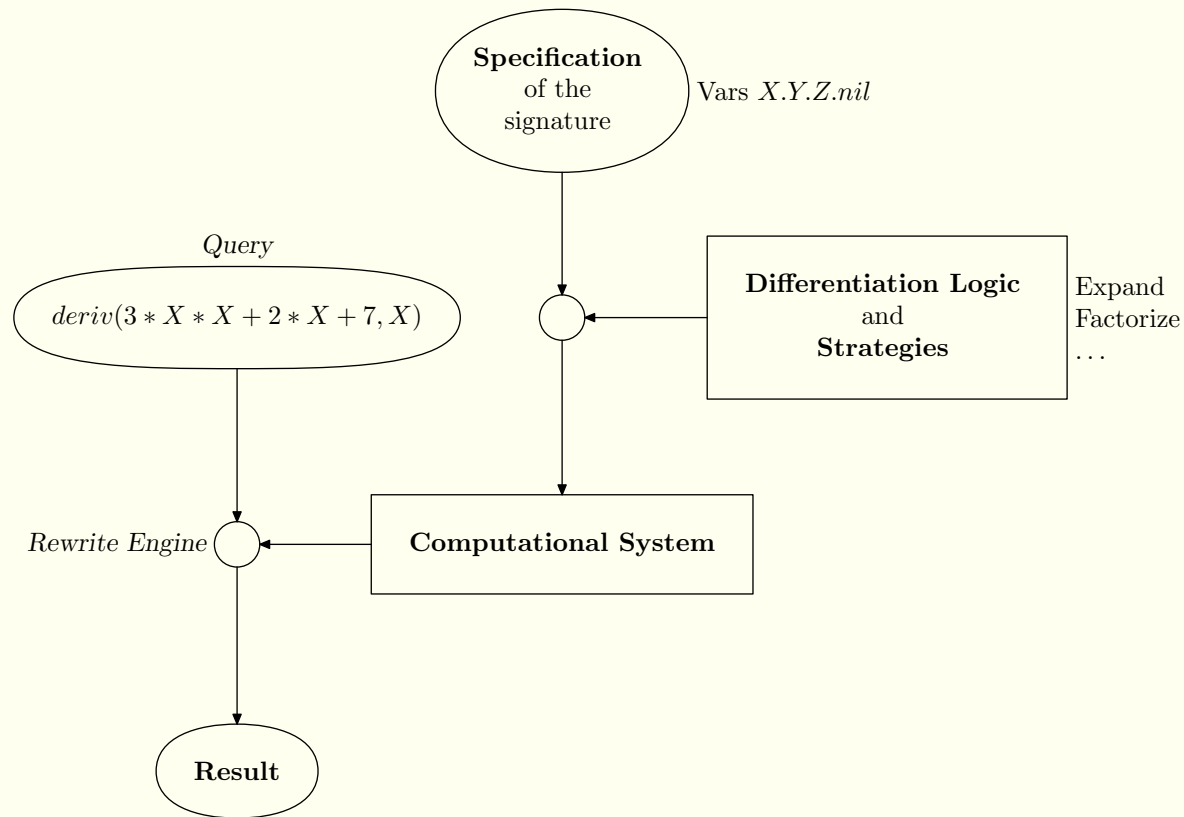 Specification
of the
signature
Vars X.Y.Z.nil
Query
deriv(3 ∗ X ∗ X + 2 ∗ X + 7, X)
Differentiation Logic
and
Strategies
Expand
Factorize
. . .
Rewrite Engine
Computational System
Result